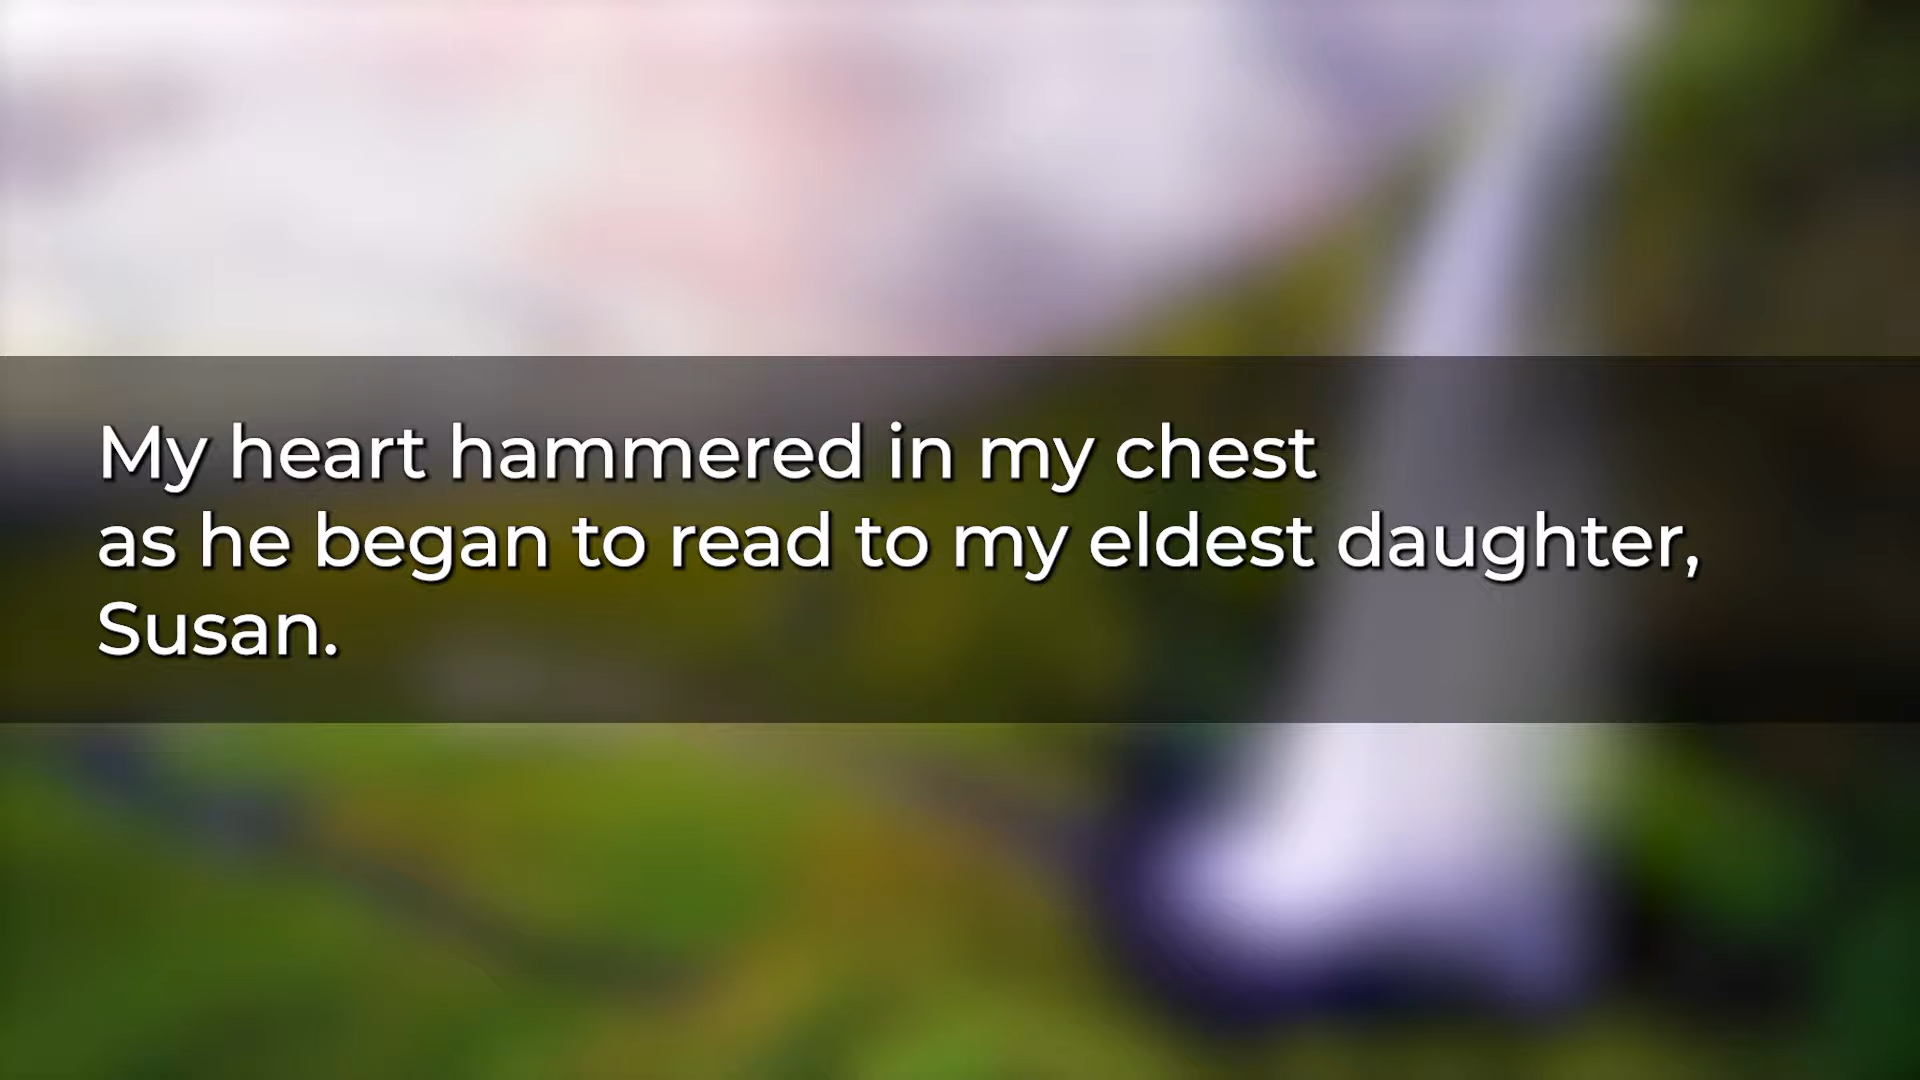 My heart hammered in my chest
as he began to read to my eldest daughter,
Susan.